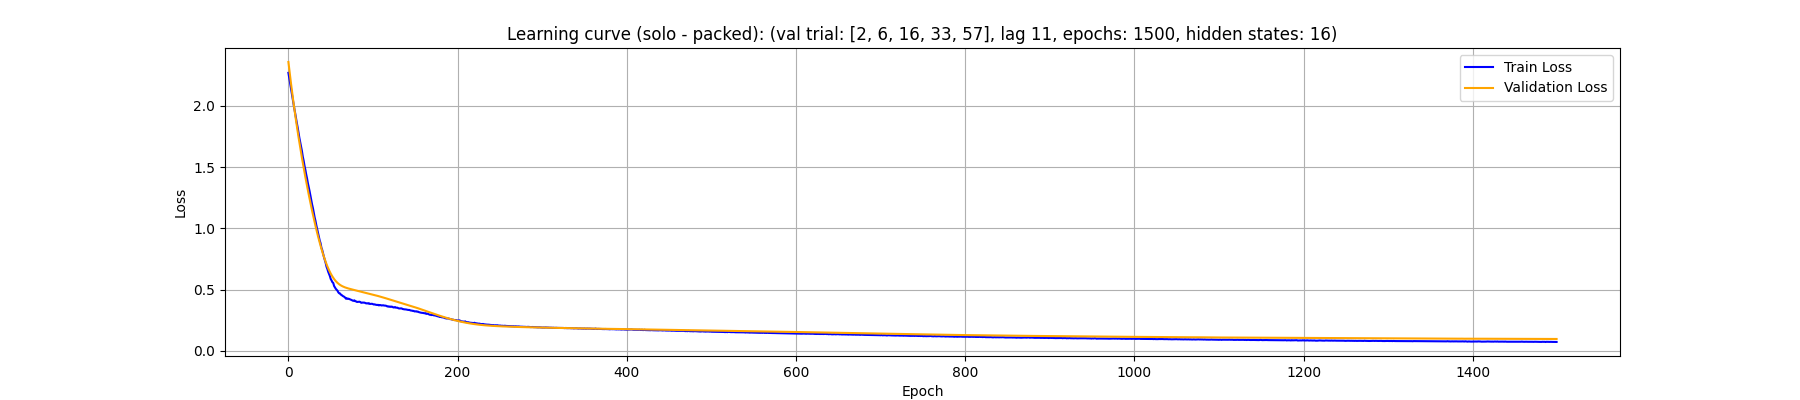 Learning curve (solo - packed): (val trial: [2, 6, 16, 33, 57], lag 11, epochs: 1500, hidden states: 16)
Train Loss
Validation Loss
2.0
1.5
1.0
0.5
0.0
Loss
0 200 400 600 800 1000 1200 1400
Epoch